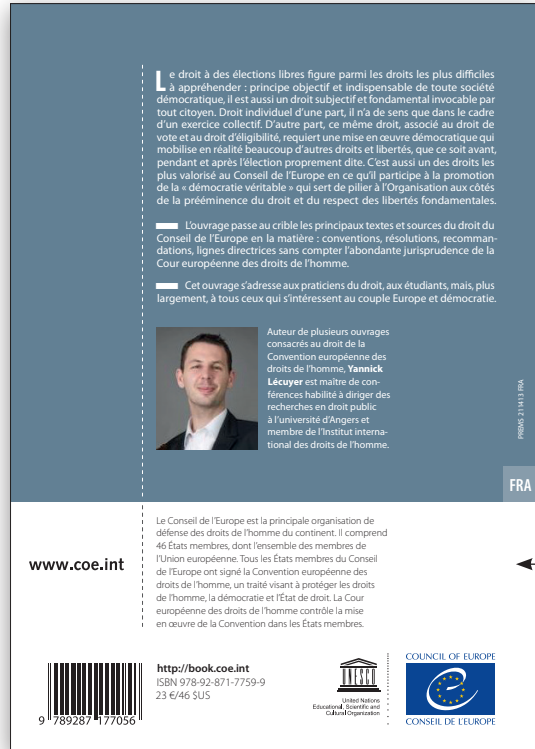 Le droit à des élections libres figure parmi les droits les plus difficiles
à appréhender : principe objectif et indispensable de toute société
démocratique, il est aussi un droit subjectif et fondamental invocable par
tout citoyen. Droit individuel d’une part, il n’a de sens que dans le cadre
d’un exercice collectif. D’autre part, ce même droit, associé au droit de
vote et au droit d’éligibilité, requiert une mise en œuvre démocratique qui
mobilise en réalité beaucoup d’autres droits et libertés, que ce soit avant,
pendant et après l’élection proprement dite. C’est aussi un des droits les
plus valorisé au Conseil de l’Europe en ce qu’il participe à la promotion
de la « démocratie véritable » qui sert de pilier à l’Organisation aux côtés
de la prééminence du droit et du respect des libertés fondamentales.
L’ouvrage passe au crible les principaux textes et sources du droit du
Conseil de l’Europe en la matière : conventions, résolutions, recomman-
dations, lignes directrices sans compter l’abondante jurisprudence de la
Cour européenne des droits de l’homme.
Cet ouvrage s’adresse aux praticiens du droit, aux étudiants, mais, plus
largement, à tous ceux qui s’intéressent au couple Europe et démocratie.
Auteur de plusieurs ouvrages
consacrés au droit de la
Convention européenne des
droits de l’homme, Yannick
Lécuyer est maître de con-
férences habilité à diriger des
recherches en droit public
à l’université d’Angers et
membre de l’Institut interna-
tional des droits de l’homme.
PREMS 211413 FRA
FRA
Le Conseil de l’Europe est la principale organisation de
défense des droits de l’homme du continent. Il comprend
46 États membres, dont l’ensemble des membres de
l’Union européenne. Tous les États membres du Conseil
de l’Europe ont signé la Convention européenne des
droits de l’homme, un traité visant à protéger les droits
de l’homme, la démocratie et l’État de droit. La Cour
européenne des droits de l’homme contrôle la mise
en œuvre de la Convention dans les États membres.
www.coe.int
http://book.coe.int
ISBN 978-92-871-7759-9
23 €/46 $US
9 789287 177056
UNESCO
United Nations
Educational, Scientific and
Cultural Organization
COUNCIL OF EUROPE
CONSEIL DE L’EUROPE